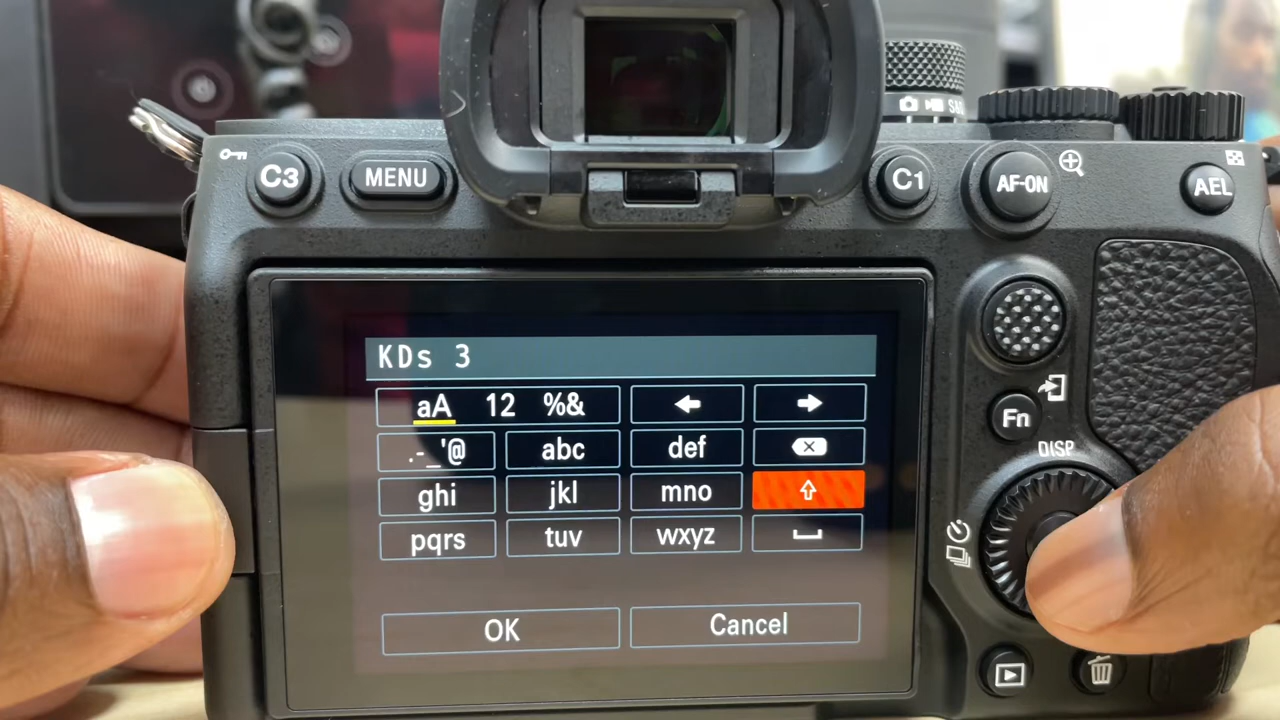 SA
C3
MENU
C1
AF-ON
AEL
KDs 3
aA 12 %&
.-_'@ abc def
ghi jkl mno
pqrs tuv wxyz
OK Cancel
Fn
DISP